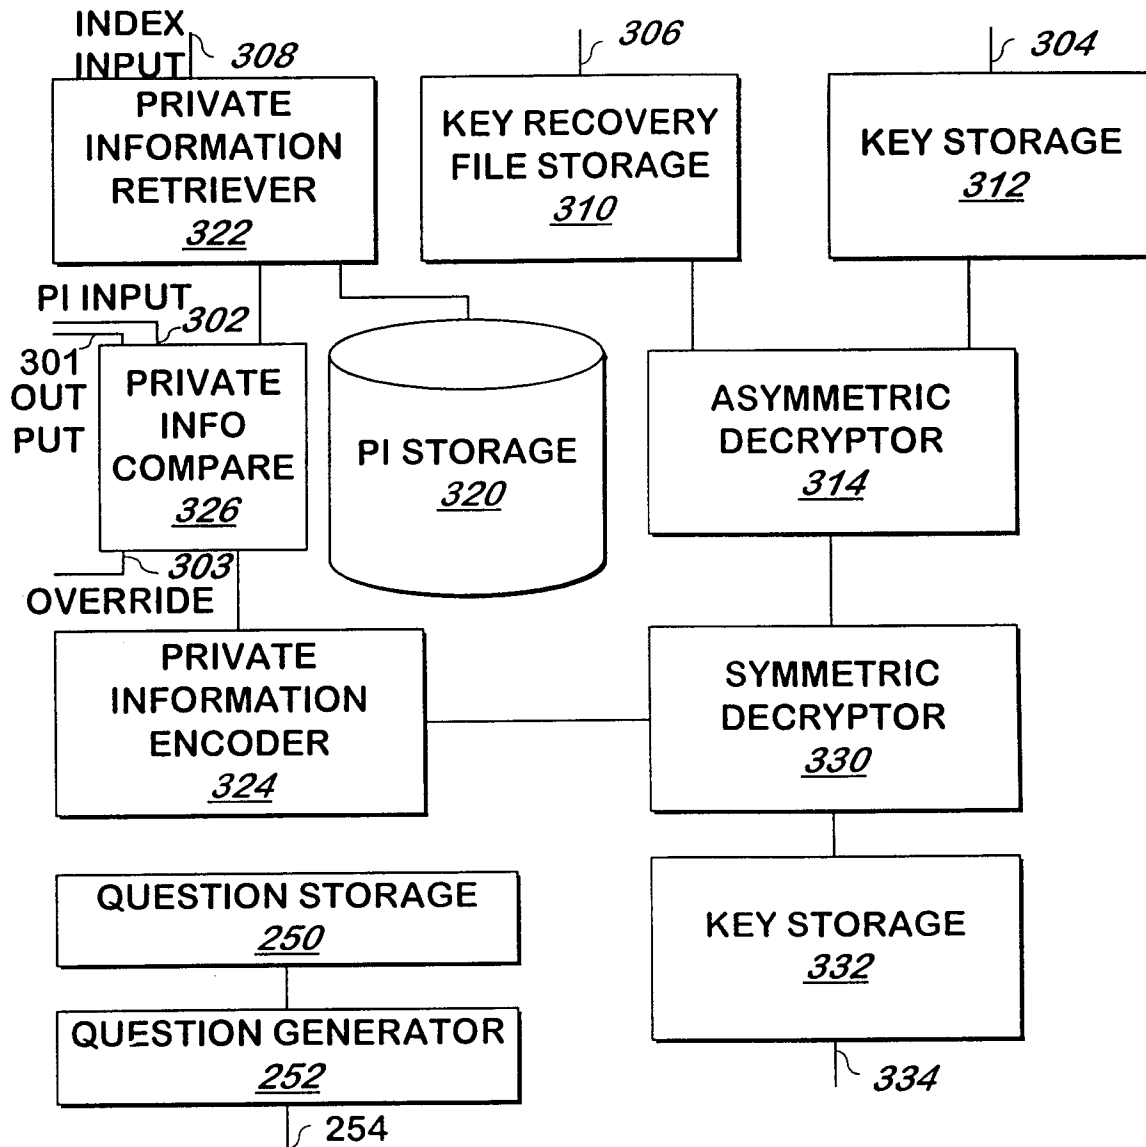 INDEX
INPUT
308
PRIVATE
INFORMATION
RETRIEVER
322
306
KEY RECOVERY
FILE STORAGE
310
304
KEY STORAGE
312
PI INPUT
302
301
OUT
PUT
PRIVATE
INFO
COMPARE
326
303
OVERRIDE
PI STORAGE
320
ASYMMETRIC
DECRYPTOR
314
PRIVATE
INFORMATION
ENCODER
324
SYMMETRIC
DECRYPTOR
330
QUESTION STORAGE
250
KEY STORAGE
332
QUESTION GENERATOR
252
334
254